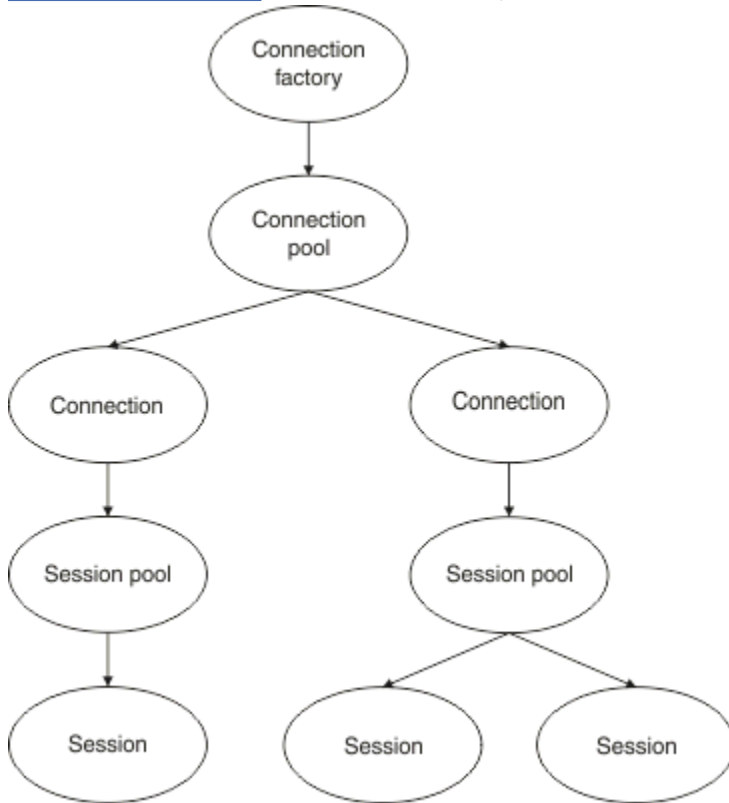 Connection
factory
Connection
pool
Connection
Connection
Session pool
Session pool
Session
Session
Session